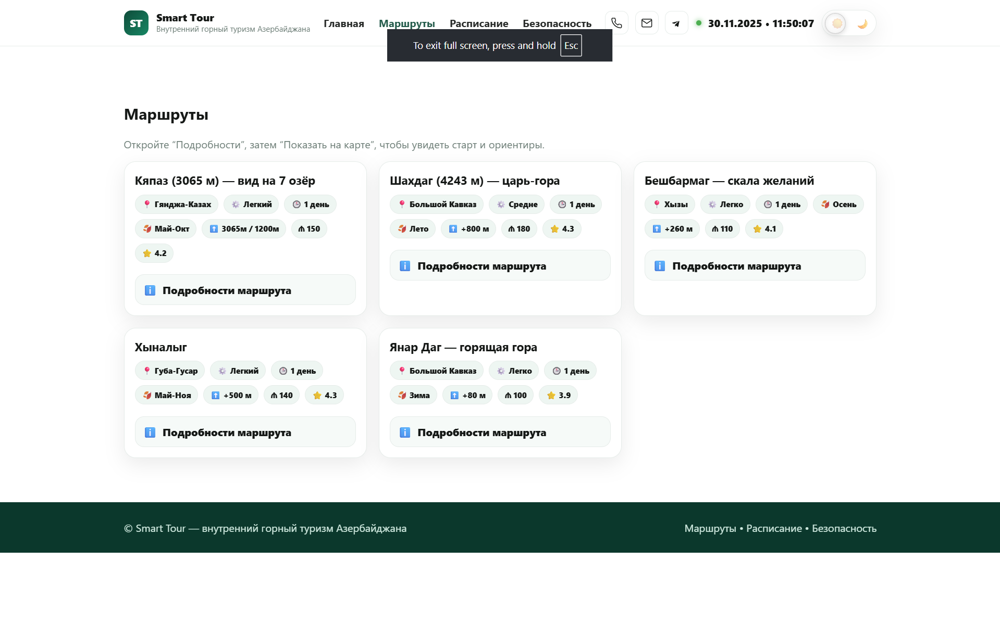 ST
Smart Tour
Внутренний горный туризм Азербайджана
Главная
Маршруты
Расписание
Безопасность
30.11.2025 • 11:50:07
To exit full screen, press and hold Esc
Маршруты
Откройте “Подробности”, затем “Показать на карте”, чтобы увидеть старт и ориентиры.
Кяпаз (3065 м) — вид на 7 озёр
Гянджа-Казах
Легкий
1 день
Май-Окт
3065м / 1200м
₼ 150
4.2
Подробности маршрута
Шахдаг (4243 м) — царь-гора
Большой Кавказ
Средне
1 день
Лето
+800 м
₼ 180
4.3
Подробности маршрута
Бешбармаг — скала желаний
Хызы
Легко
1 день
Осень
+260 м
₼ 110
4.1
Подробности маршрута
Хыналыг
Губа-Гусар
Легкий
1 день
Май-Ноя
+500 м
₼ 140
4.3
Подробности маршрута
Янар Даг — горящая гора
Большой Кавказ
Легко
1 день
Зима
+80 м
₼ 100
3.9
Подробности маршрута
© Smart Tour — внутренний горный туризм Азербайджана
Маршруты • Расписание • Безопасность